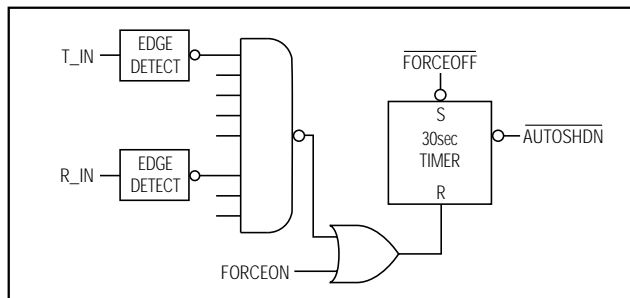 T_IN
EDGE
DETECT
R_IN
EDGE
DETECT
FORCEON
FORCEOFF
S
30sec
TIMER
R
AUTOSHDN